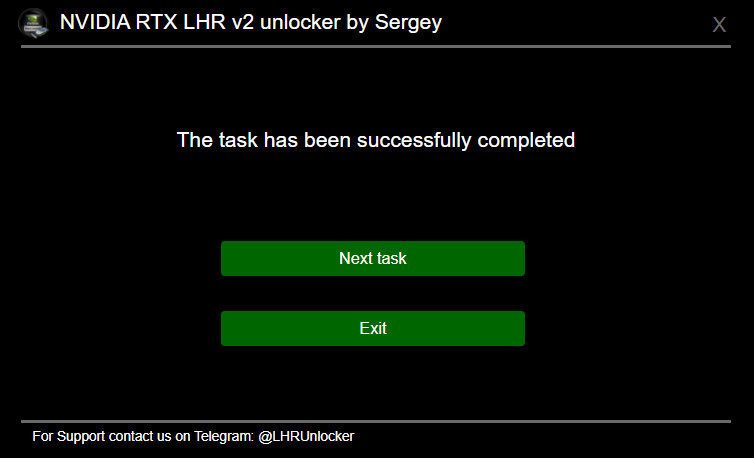 NVIDIA RTX LHR v2 unlocker by Sergey
X
The task has been successfully completed
Next task
Exit
For Support contact us on Telegram: @LHRUnlocker